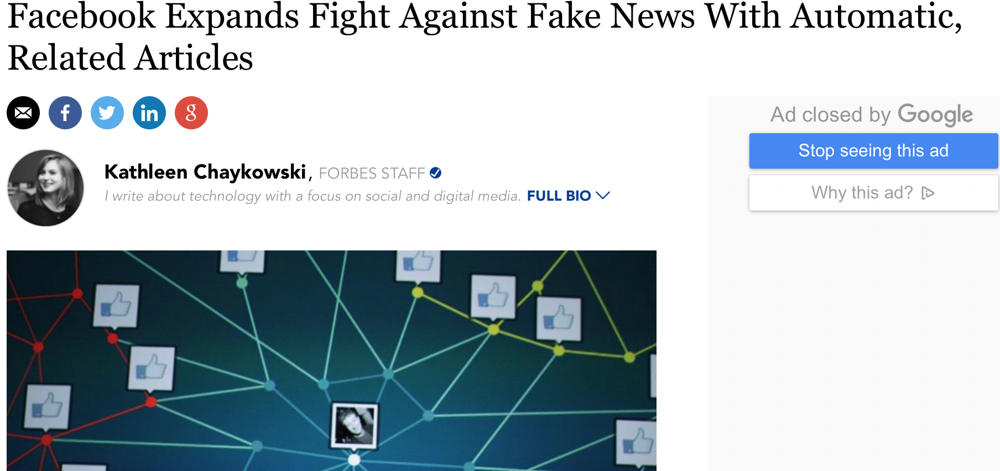 Facebook Expands Fight Against Fake News With Automatic,
Related Articles
f
in
g
Kathleen Chaykowski, FORBES STAFF
I write about technology with a focus on social and digital media. FULL BIO
Ad closed by Google
Stop seeing this ad
Why this ad?